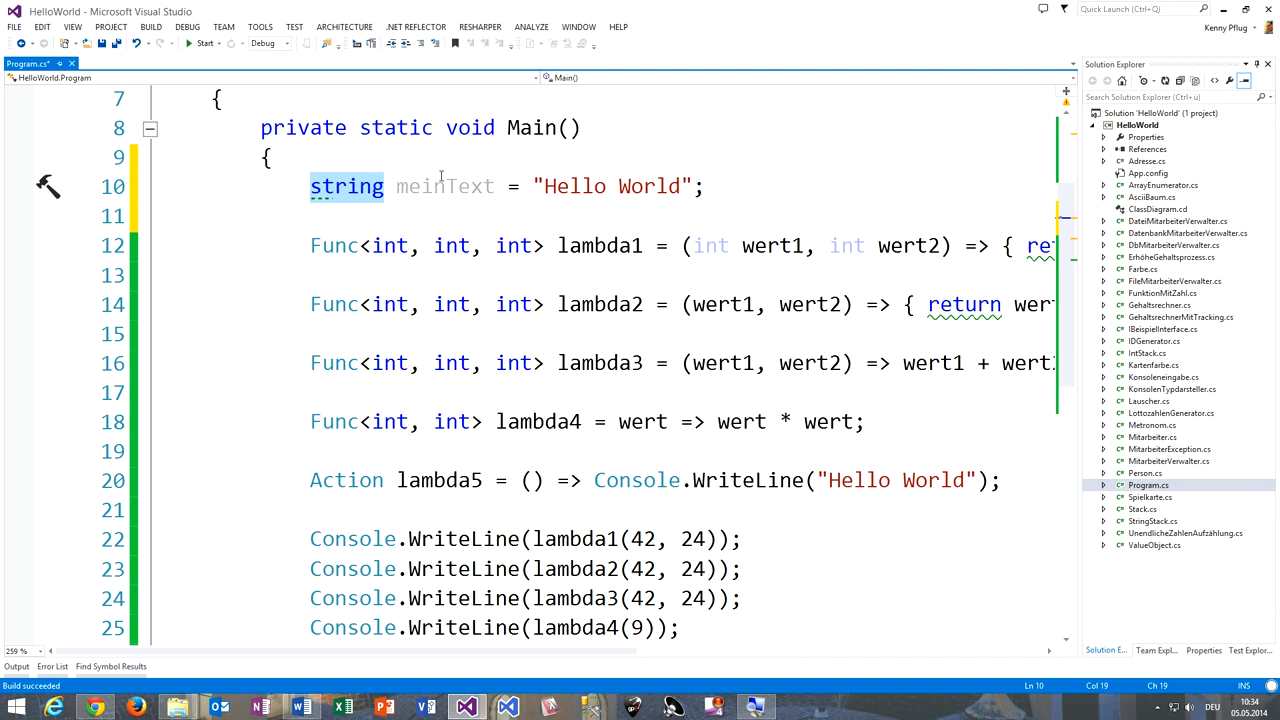 HelloWorld - Microsoft Visual Studio
Quick Launch (Ctrl+Q)
FILE EDIT VIEW PROJECT BUILD DEBUG TEAM TOOLS TEST ARCHITECTURE .NET REFLECTOR RESHARPER ANALYZE WINDOW HELP
Kenny Pflug
Start Debug
Program.cs*
HelloWorld.Program Main()
7 {
8 private static void Main()
9 {
10 string meinText = "Hello World";
11
12 Func<int, int, int> lambda1 = (int wert1, int wert2) => { ret
13
14 Func<int, int, int> lambda2 = (wert1, wert2) => { return wert
15
16 Func<int, int, int> lambda3 = (wert1, wert2) => wert1 + wert2
17
18 Func<int, int> lambda4 = wert => wert * wert;
19
20 Action lambda5 = () => Console.WriteLine("Hello World");
21
22 Console.WriteLine(lambda1(42, 24));
23 Console.WriteLine(lambda2(42, 24));
24 Console.WriteLine(lambda3(42, 24));
25 Console.WriteLine(lambda4(9));
259 %
Solution Explorer
Search Solution Explorer (Ctrl+ü)
Solution 'HelloWorld' (1 project)
HelloWorld
Properties
References
Adresse.cs
App.config
ArrayEnumerator.cs
AsciiBaum.cs
ClassDiagram.cd
DateiMitarbeiterVerwalter.cs
DatenbankMitarbeiterVerwalter.cs
DbMitarbeiterVerwalter.cs
ErhöheGehaltsprozess.cs
Farbe.cs
FileMitarbeiterVerwalter.cs
FunktionMitZahl.cs
Gehaltsrechner.cs
GehaltsrechnerMitTracking.cs
IBeispielInterface.cs
IDGenerator.cs
IntStack.cs
Kartenfarbe.cs
Konsoleneingabe.cs
KonsolenTypdarsteller.cs
Lauscher.cs
LottozahlenGenerator.cs
Metronom.cs
Mitarbeiter.cs
MitarbeiterException.cs
MitarbeiterVerwalter.cs
Person.cs
Program.cs
Spielkarte.cs
Stack.cs
StringStack.cs
UnendlicheZahlenAufzählung.cs
ValueObject.cs
Solution E... Team Expl... Properties Test Explor...
Output Error List Find Symbol Results
Build succeeded Ln 10 Col 19 Ch 19 INS
DEU 10:34
05.05.2014